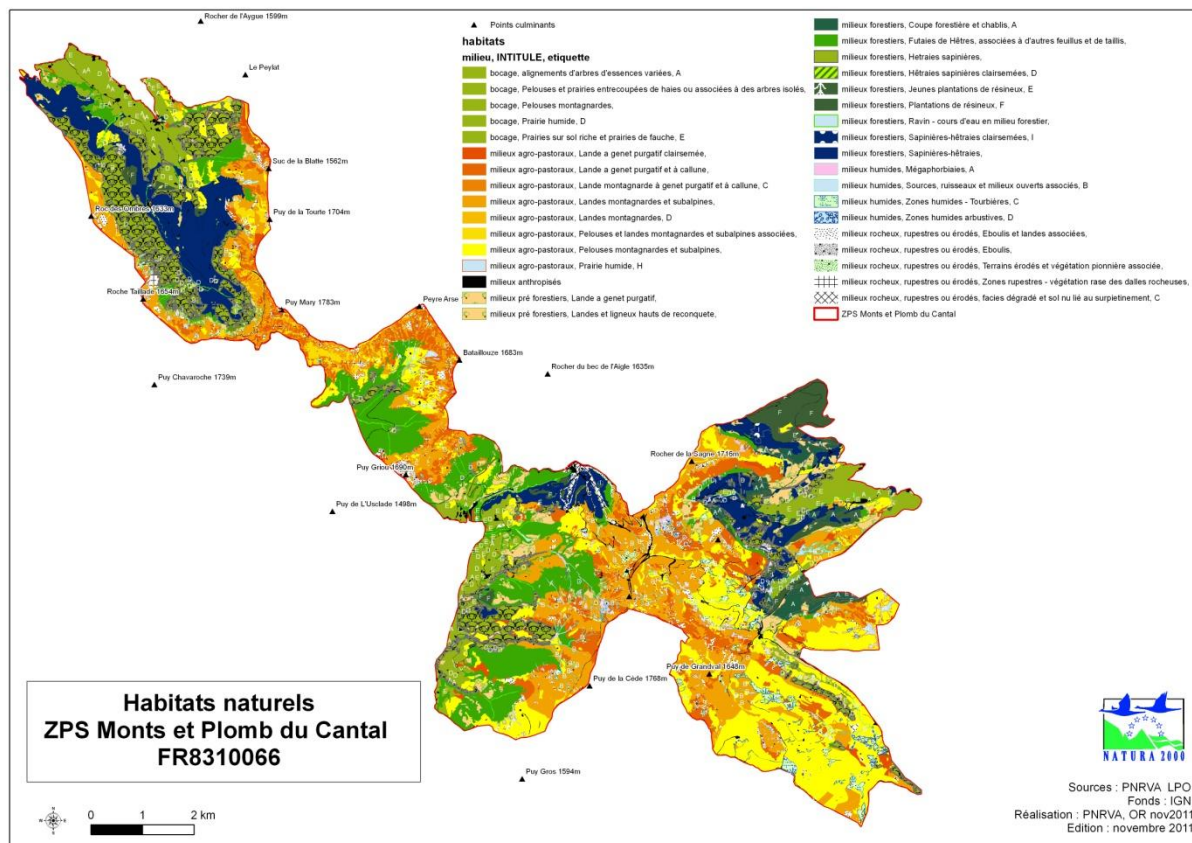 Rocher de l'Aygue 1599m
Le Peylat
Suc de la Blatte 1562m
Roc des Ombres 1633m
Puy de la Tourte 1704m
Roche Taillade 1654m
Puy Mary 1783m
Peyre Arse
Puy Chavaroche 1739m
Bataillouze 1683m
Rocher du bec de l'Aigle 1635m
Puy Griou 1690m
Rocher de la Sagne 1716m
Puy de L'Usclade 1498m
Puy de Grandval 1648m
Puy de la Cède 1768m
Puy Gros 1594m
Points culminants
habitats
milieu, INTITULE, etiquette
bocage, alignements d'arbres d'essences variées, A
bocage, Pelouses et prairies entrecoupées de haies ou associées à des arbres isolés,
bocage, Pelouses montagnardes,
bocage, Prairie humide, D
bocage, Prairies sur sol riche et prairies de fauche, E
milieux agro-pastoraux, Lande a genet purgatif clairsemée,
milieux agro-pastoraux, Lande a genet purgatif et à callune,
milieux agro-pastoraux, Lande montagnarde à genet purgatif et à callune, C
milieux agro-pastoraux, Landes montagnardes et subalpines,
milieux agro-pastoraux, Landes montagnardes, D
milieux agro-pastoraux, Pelouses et landes montagnardes et subalpines associées,
milieux agro-pastoraux, Pelouses montagnardes et subalpines,
milieux agro-pastoraux, Prairie humide, H
milieux anthropisés
milieux pré forestiers, Lande a genet purgatif,
milieux pré forestiers, Landes et ligneux hauts de reconquete,
milieux forestiers, Coupe forestière et chablis, A
milieux forestiers, Futaies de Hêtres, associées à d'autres feuillus et de taillis,
milieux forestiers, Hetraies sapinières,
milieux forestiers, Hêtraies sapinières clairsemées, D
milieux forestiers, Jeunes plantations de résineux, E
milieux forestiers, Plantations de résineux, F
milieux forestiers, Ravin - cours d'eau en milieu forestier,
milieux forestiers, Sapinières-hêtraies clairsemées, I
milieux forestiers, Sapinières-hêtraies,
milieux humides, Mégaphorbiaies, A
milieux humides, Sources, ruisseaux et milieux ouverts associés, B
milieux humides, Zones humides - Tourbières, C
milieux humides, Zones humides arbustives, D
milieux rocheux, rupestres ou érodés, Eboulis et landes associées,
milieux rocheux, rupestres ou érodés, Eboulis,
milieux rocheux, rupestres ou érodés, Terrains érodés et végétation pionnière associée,
milieux rocheux, rupestres ou érodés, Zones rupestres - végétation rase des dalles rocheuses,
milieux rocheux, rupestres ou érodés, facies dégradé et sol nu lié au surpietinement, C
ZPS Monts et Plomb du Cantal
Habitats naturels
ZPS Monts et Plomb du Cantal
FR8310066
0 1 2 km
NATURA 2000
Sources : PNRVA LPO
Fonds : IGN
Réalisation : PNRVA, OR nov2011
Edition : novembre 2011